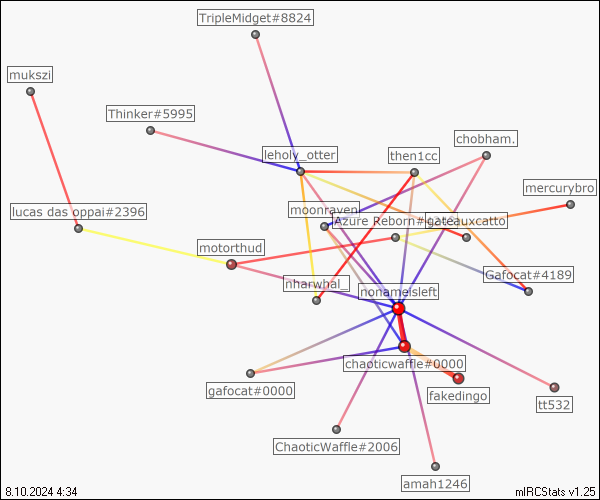 TripleMidget#8824
mukszi
Thinker#5995
chobham.
leholy_otter
then1cc
mercurybro
moonraven
lucas das oppai#2396
Azure Reborn#
gateauxcatto
motorthud
Gafocat#4189
nharwhal_
nonameisleft
chaoticwaffle#0000
gafocat#0000
fakedingo
tt532
ChaoticWaffle#2006
amah1246
8.10.2024 4:34
mIRCStats v1.25